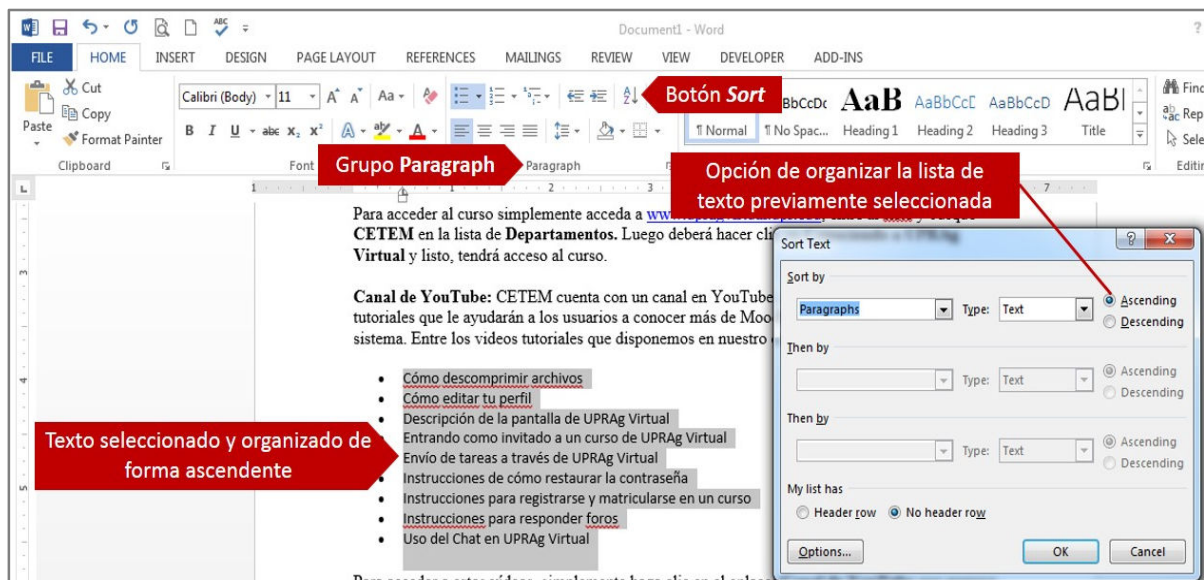 Document1 - Word
?
FILE HOME INSERT DESIGN PAGE LAYOUT REFERENCES MAILINGS REVIEW VIEW DEVELOPER ADD-INS
Cut
Copy
Format Painter
Paste
Calibri (Body) 11
Botón Sort
AaB AaBbCcE AaBbCcD AaBl
¶ Normal ¶ No Spac... Heading 1 Heading 2 Heading 3 Title
Clipboard
Font
Grupo Paragraph
Paragraph
Opción de organizar la lista de
texto previamente seleccionada
Para acceder al curso simplemente acceda a
CETEM en la lista de Departamentos. Luego deberá hacer
Virtual y listo, tendrá acceso al curso.
Canal de YouTube: CETEM cuenta con un canal en YouTube
tutoriales que le ayudarán a los usuarios a conocer más de
sistema. Entre los videos tutoriales que disponemos en nuestro
Cómo descomprimir archivos
Cómo editar tu perfil
Descripción de la pantalla de UPRAg Virtual
Entrando como invitado a un curso de UPRAg Virtual
Envío de tareas a través de UPRAg Virtual
Instrucciones de cómo restaurar la contraseña
Instrucciones para registrarse y matricularse en un curso
Instrucciones para responder foros
Uso del Chat en UPRAg Virtual
Texto seleccionado y organizado de
forma ascendente
Sort Text
Sort by
Paragraphs Type: Text Ascending
Descending
Then by
Type: Text Ascending
Descending
Then by
Type: Text Ascending
Descending
My list has
Header row No header row
Options... OK Cancel